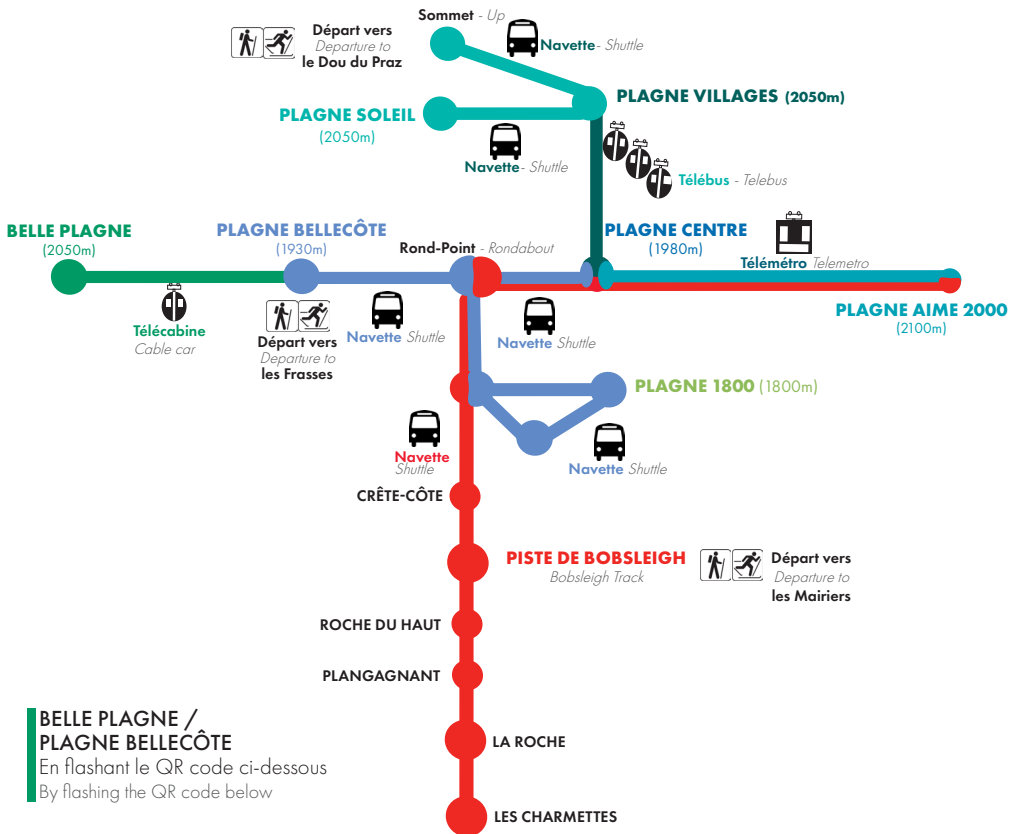 Sommet - Up
Départ vers
Departure to
le Dou du Praz
Navette - Shuttle
PLAGNE VILLAGES (2050m)
PLAGNE SOLEIL
(2050m)
Navette - Shuttle
Télébus - Telebus
BELLE PLAGNE
(2050m)
PLAGNE BELLECÔTE
(1930m)
Rond-Point - Rondabout
PLAGNE CENTRE
(1980m)
Télémétro Telemetro
PLAGNE AIME 2000
(2100m)
Télécabine
Cable car
Départ vers
Departure to
les Frasses
Navette Shuttle
Navette Shuttle
PLAGNE 1800 (1800m)
Navette
Shuttle
Navette Shuttle
CRÊTE-CÔTE
PISTE DE BOBSLEIGH
Bobsleigh Track
Départ vers
Departure to
les Mairiers
ROCHE DU HAUT
PLANGAGNANT
LA ROCHE
LES CHARMETTES
BELLE PLAGNE /
PLAGNE BELLECÔTE
En flashant le QR code ci-dessous
By flashing the QR code below